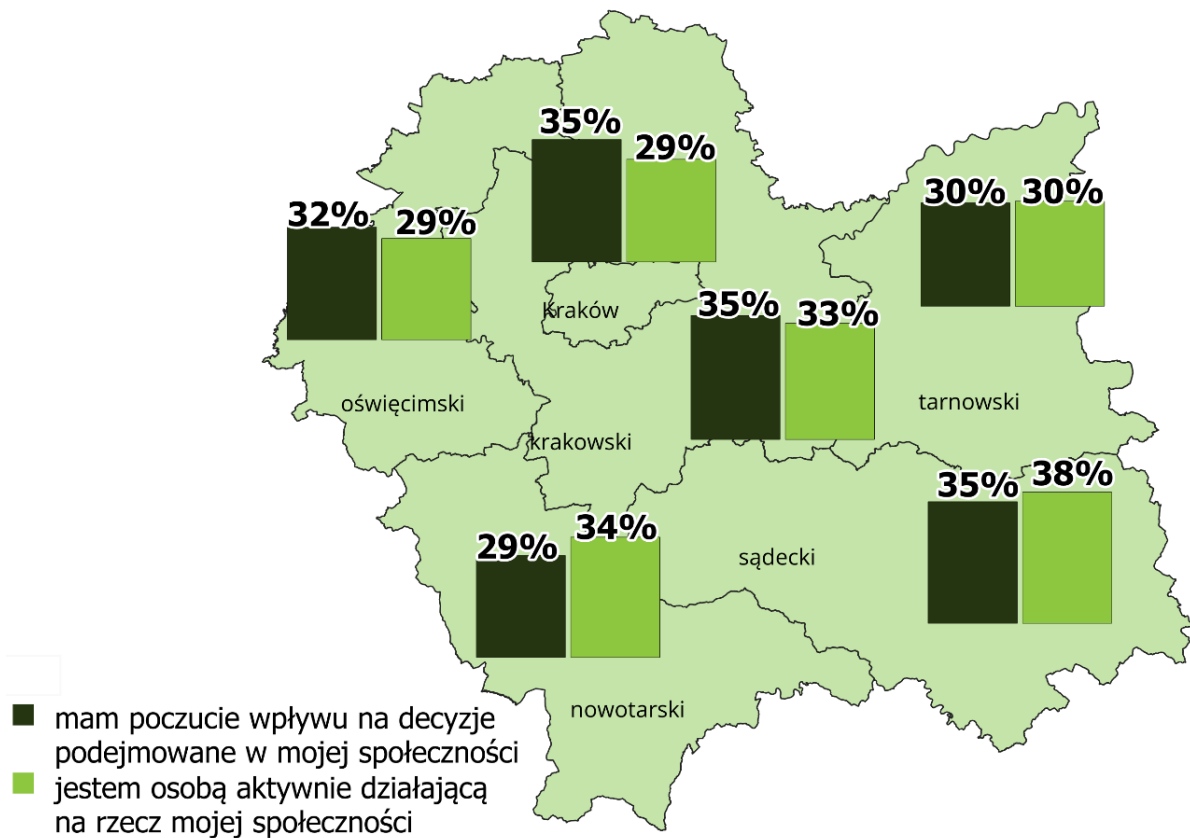 35%
29%
32%
29%
30%
30%
Kraków
35%
33%
oświęcimski
krakowski
tarnowski
29%
34%
sądecki
35%
38%
nowotarski
mam poczucie wpływu na decyzje
podejmowane w mojej społeczności
jestem osobą aktywnie działającą
na rzecz mojej społeczności